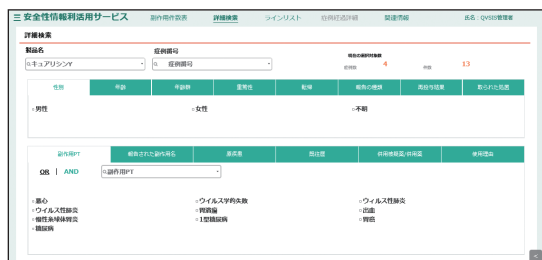 安全性情報利活用サービス 副作用件数表 詳細検索 ラインリスト 症例経過詳細 関連情報 氏名：QVSIS管理者
詳細検索
製品名 症例番号 現在の選択対象数
キュアリシンY 症例番号 症例数 4 件数 13
性別 年齢 年齢群 重篤性 転帰 報告の種類 再投与結果 取られた処置
男性 女性 不明
副作用PT 報告された副作用名 原疾患 既往歴 併用者被薬/併用薬 使用理由
OR | AND 副作用PT
悪心 ウイルス学的失敗 ウィルス性肺炎
ウイルス性肺炎 胃潰瘍 出血
慢性糸球体腎炎 1型糖尿病 胃癌
糖尿病
<